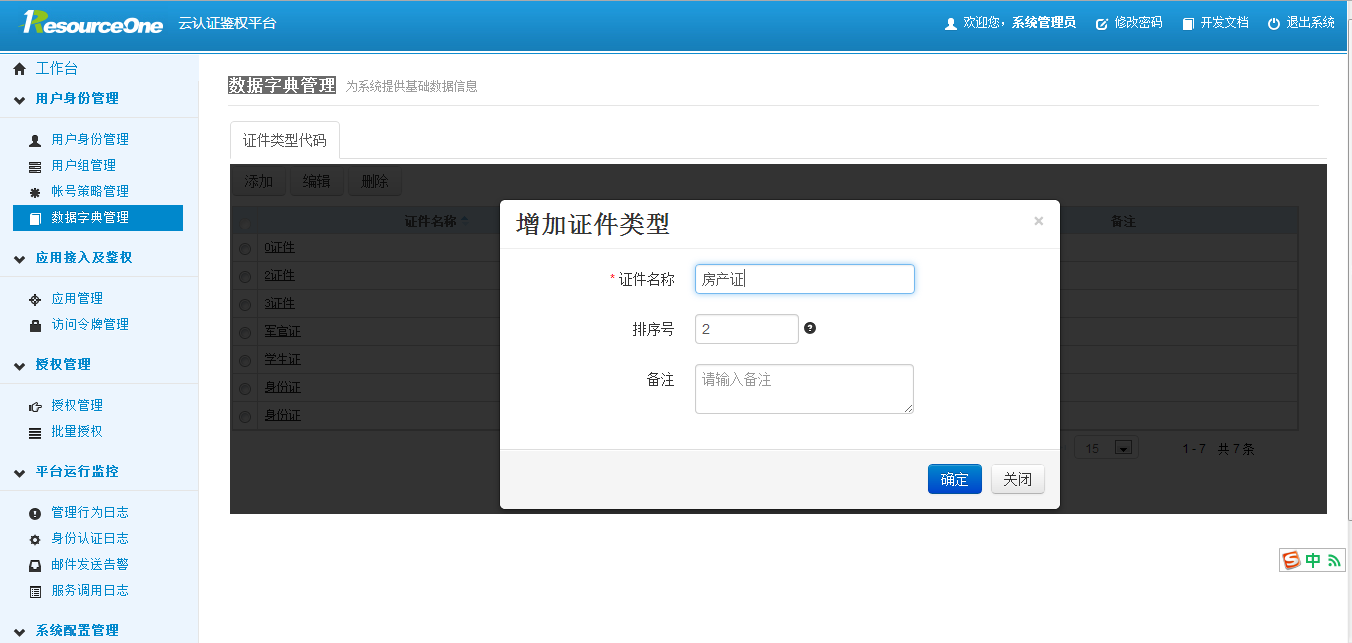 ResourceOne 云认证鉴权平台 欢迎您，系统管理员 修改密码 开发文档 退出系统
工作台
用户身份管理
用户身份管理
用户组管理
帐号策略管理
数据字典管理
应用接入及鉴权
应用管理
访问令牌管理
授权管理
授权管理
批量授权
平台运行监控
管理行为日志
身份认证日志
邮件发送告警
服务调用日志
系统配置管理
数据字典管理 为系统提供基础数据信息
证件类型代码
添加 编辑 删除
证件名称 备注
0证件
2证件
3证件
军官证
学生证
身份证
身份证
15 1 - 7 共 7 条
增加证件类型 ×
* 证件名称 房产证
排序号 2
备注 请输入备注
确定 关闭
中